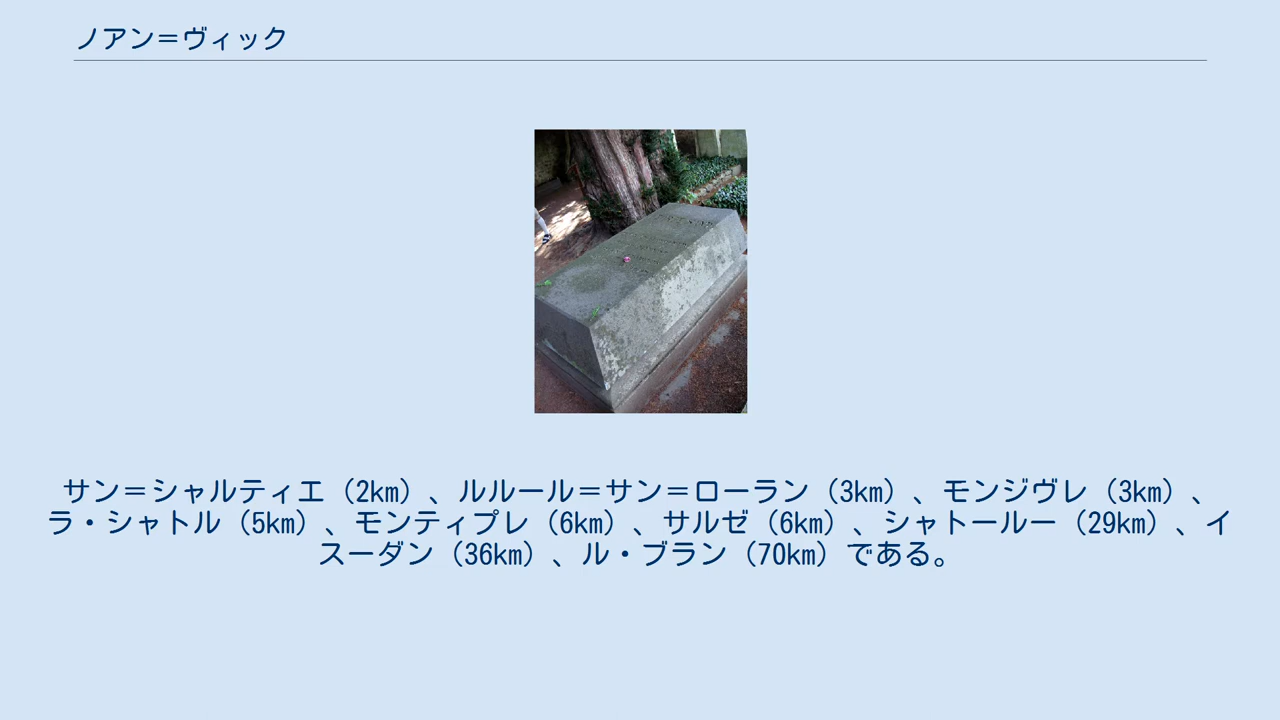 ノアン＝ヴィック
サン＝シャルティエ（2km）、ルルール＝サン＝ローラン（3km）、モンジヴレ（3km）、
ラ・シャトル（5km）、モンティプレ（6km）、サルゼ（6km）、シャトールー（29km）、イ
スーダン（36km）、ル・ブラン（70km）である。